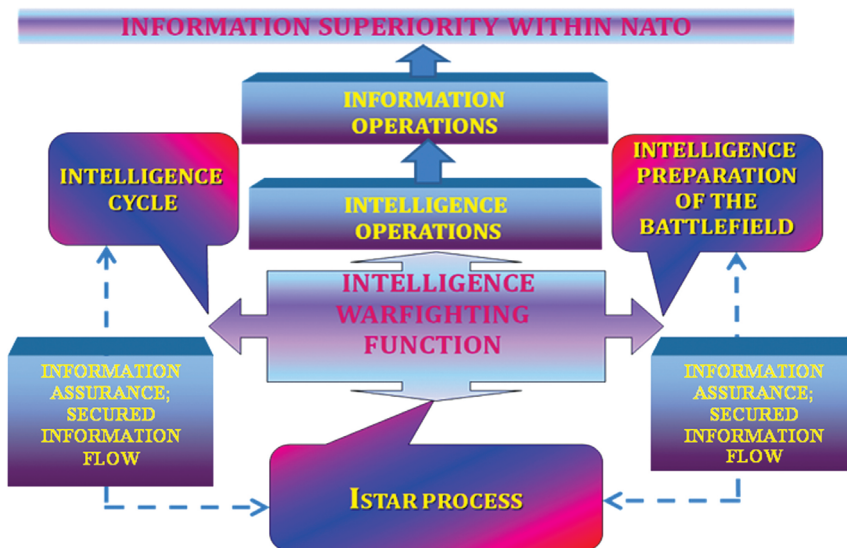 INFORMATION SUPERIORITY WITHIN NATO
INFORMATION
OPERATIONS
INTELLIGENCE
CYCLE
INTELLIGENCE
PREPARATION
OF THE
BATTLEFIELD
INTELLIGENCE
OPERATIONS
INTELLIGENCE
WARFIGHTING
FUNCTION
INFORMATION
ASSURANCE;
SECURED
INFORMATION
FLOW
INFORMATION
ASSURANCE;
SECURED
INFORMATION
FLOW
ISTAR PROCESS